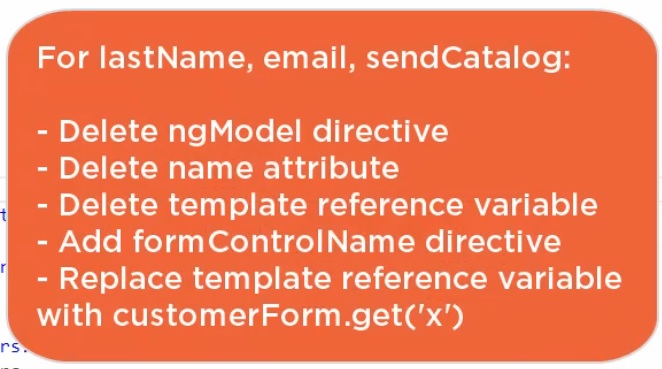 For lastName, email, sendCatalog:
- Delete ngModel directive
- Delete name attribute
- Delete template reference variable
- Add formControlName directive
- Replace template reference variable
with customerForm.get('x')